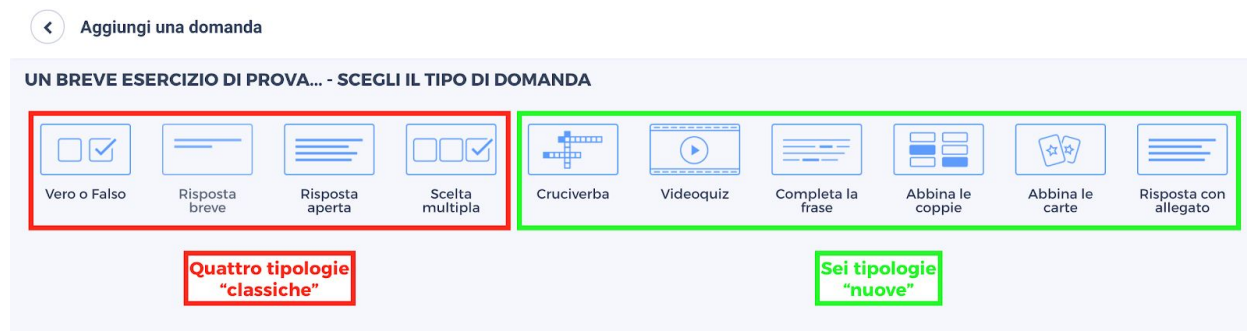 Aggiungi una domanda
UN BREVE ESERCIZIO DI PROVA... - SCEGLI IL TIPO DI DOMANDA
Vero o Falso
Risposta
breve
Risposta
aperta
Scelta
multipla
Cruciverba
Videoquiz
Completa la
frase
Abbina le
coppie
Abbina le
carte
Risposta con
allegato
Quattro tipologie
“classiche”
Sei tipologie
“nuove”